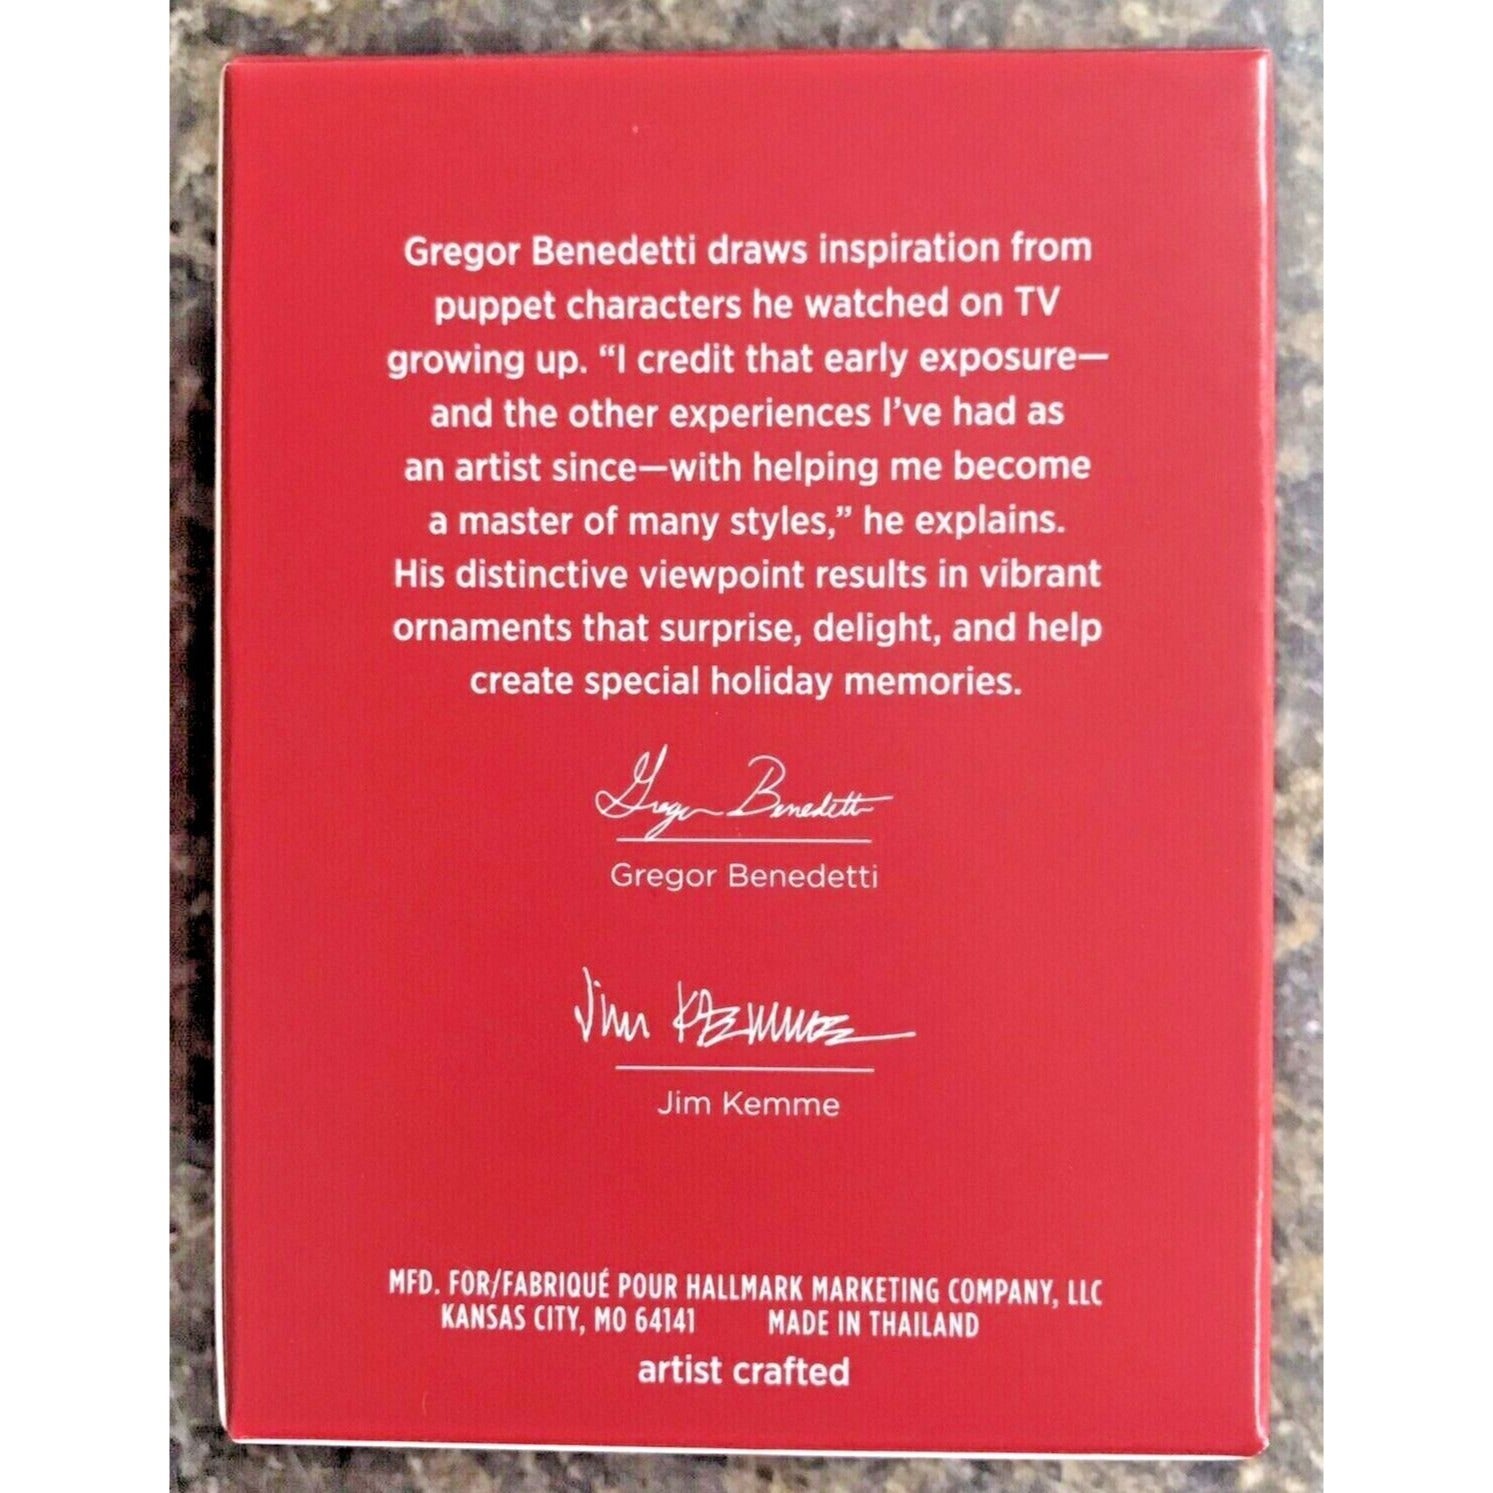 Gregor Benedetti draws inspiration from
puppet characters he watched on TV
growing up. “I credit that early exposure—
and the other experiences I’ve had as
an artist since—with helping me become
a master of many styles,” he explains.
His distinctive viewpoint results in vibrant
ornaments that surprise, delight, and help
create special holiday memories.
Gregor Benedetti
Gregor Benedetti
Jim Kemme
Jim Kemme
MFD. FOR/FABRIQUÉ POUR HALLMARK MARKETING COMPANY, LLC
KANSAS CITY, MO 64141 MADE IN THAILAND
artist crafted